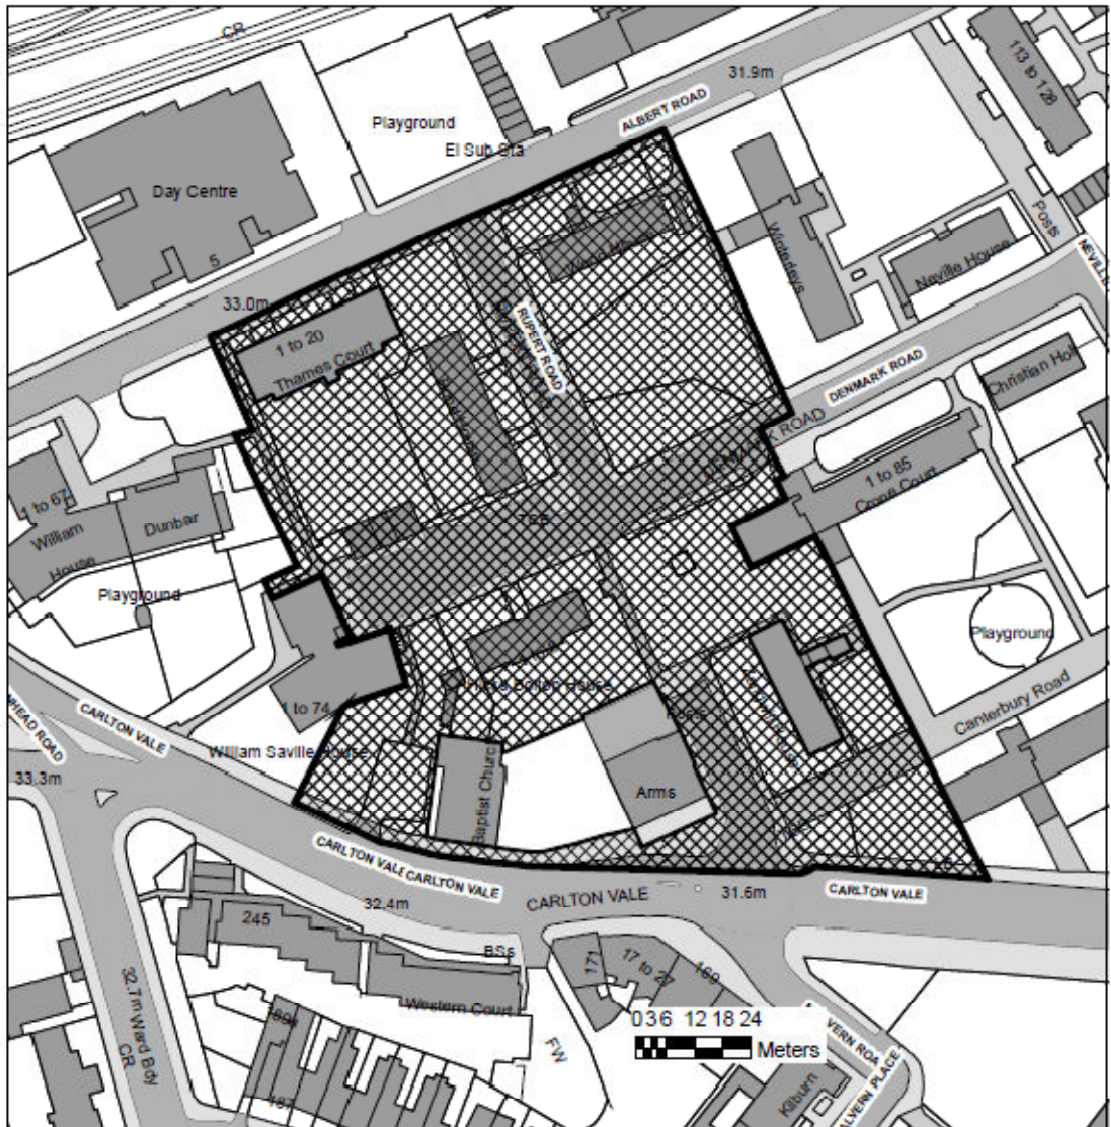 CR
31.9m
113 to 128
ALBERT ROAD
Playground
El Sub Sta
Day Centre
Posts
5
Winterleys
Neville House
NEVILLE
33.0m
RUPERT ROAD
1 to 20
Thames Court
DENMARK ROAD
Christian Holt
DENMARK ROAD
1 to 85
Crone Court
1 to 67
William
House
Dunbar
TCB
Playground
Playground
Canterbury Road
CARLTON VALE
1 to 74
William Saville House
33.3m
Baptist Church
Arms
CARLTON VALE
CARLTON VALE
CARLTON VALE
31.6m
CARLTON VALE
32.4m
245
BSs
171
17 to 27
169
Western Court
FW
32.7m Ward Bdy
CR
187
0 3 6 12 18 24
Meters
Kilburn